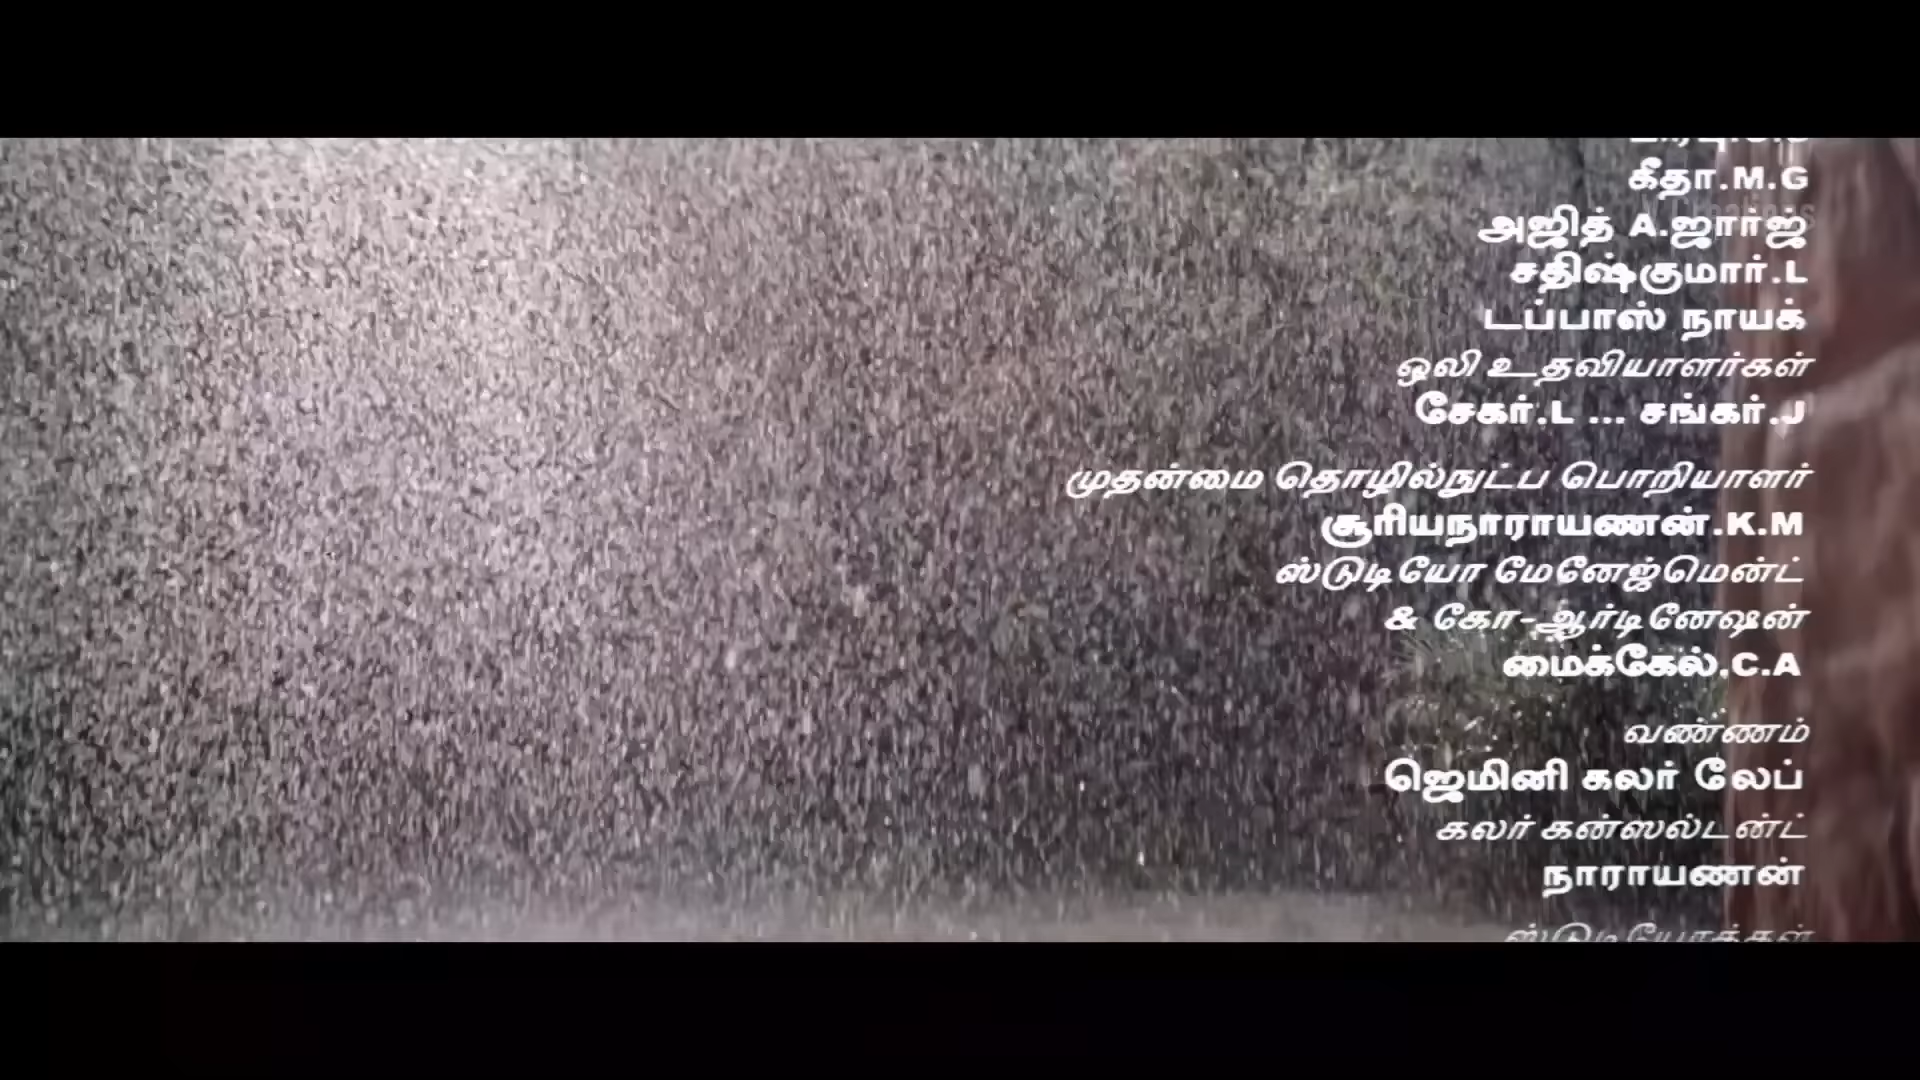 கீதா.M.G
அஜித் A.ஜார்ஜ்
சதிஷ்குமார்.L
டப்பாஸ் நாயக்
ஒலி உதவியாளர்கள்
சேகர்.L ... சங்கர்.J
முதன்மை தொழில்நுட்ப பொறியாளர்
சூரியநாராயணன்.K.M
ஸ்டுடியோ மேனேஜ்மென்ட்
& கோ-ஆர்டினேஷன்
மைக்கேல்.C.A
வண்ணம்
ஜெமினி கலர் லேப்
கலர் கன்ஸல்டன்ட்
நாராயணன்
ஸ்டுடியோக்கள்